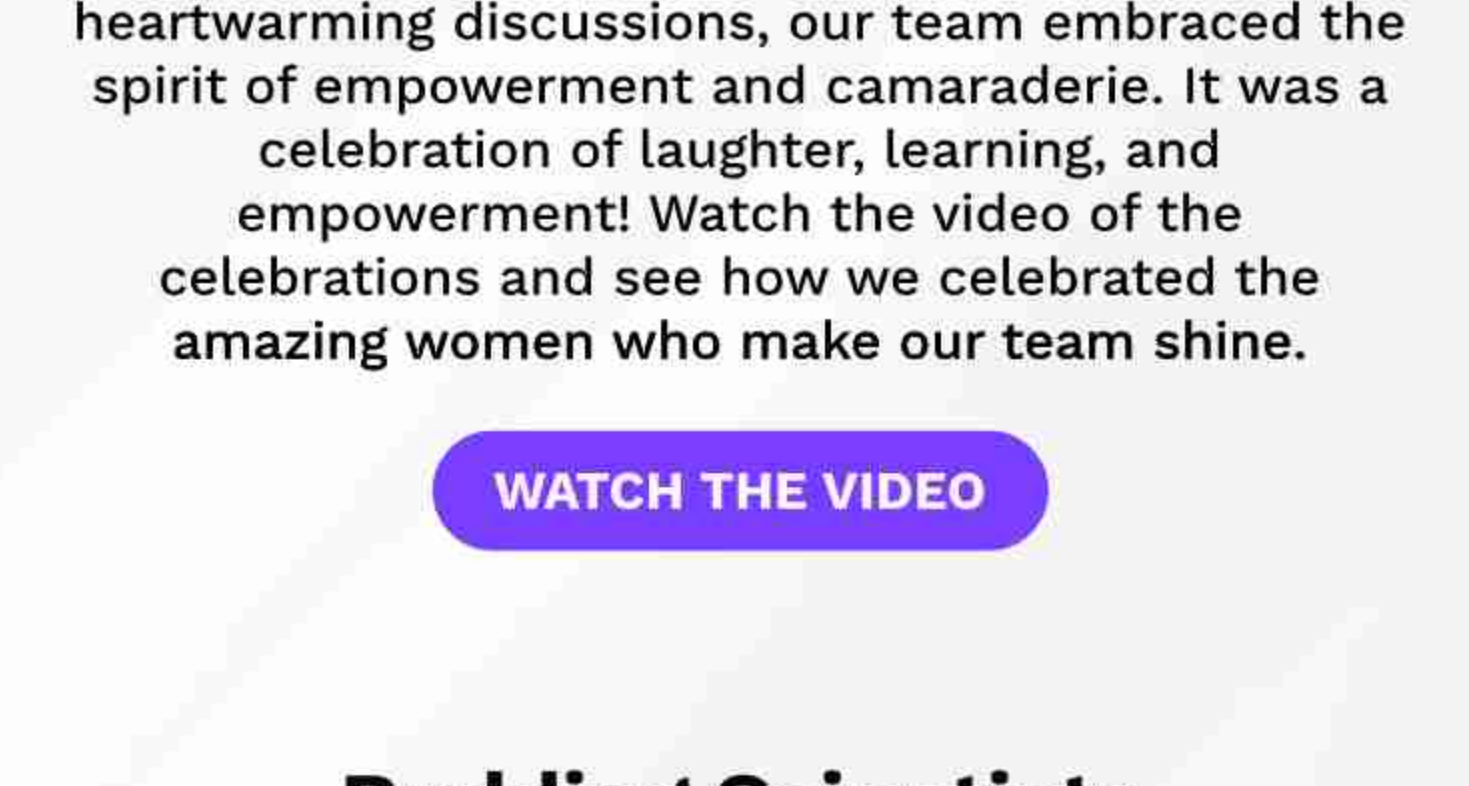 heartwarming discussions, our team embraced the
spirit of empowerment and camaraderie. It was a
celebration of laughter, learning, and
empowerment! Watch the video of the
celebrations and see how we celebrated the
amazing women who make our team shine.
WATCH THE VIDEO